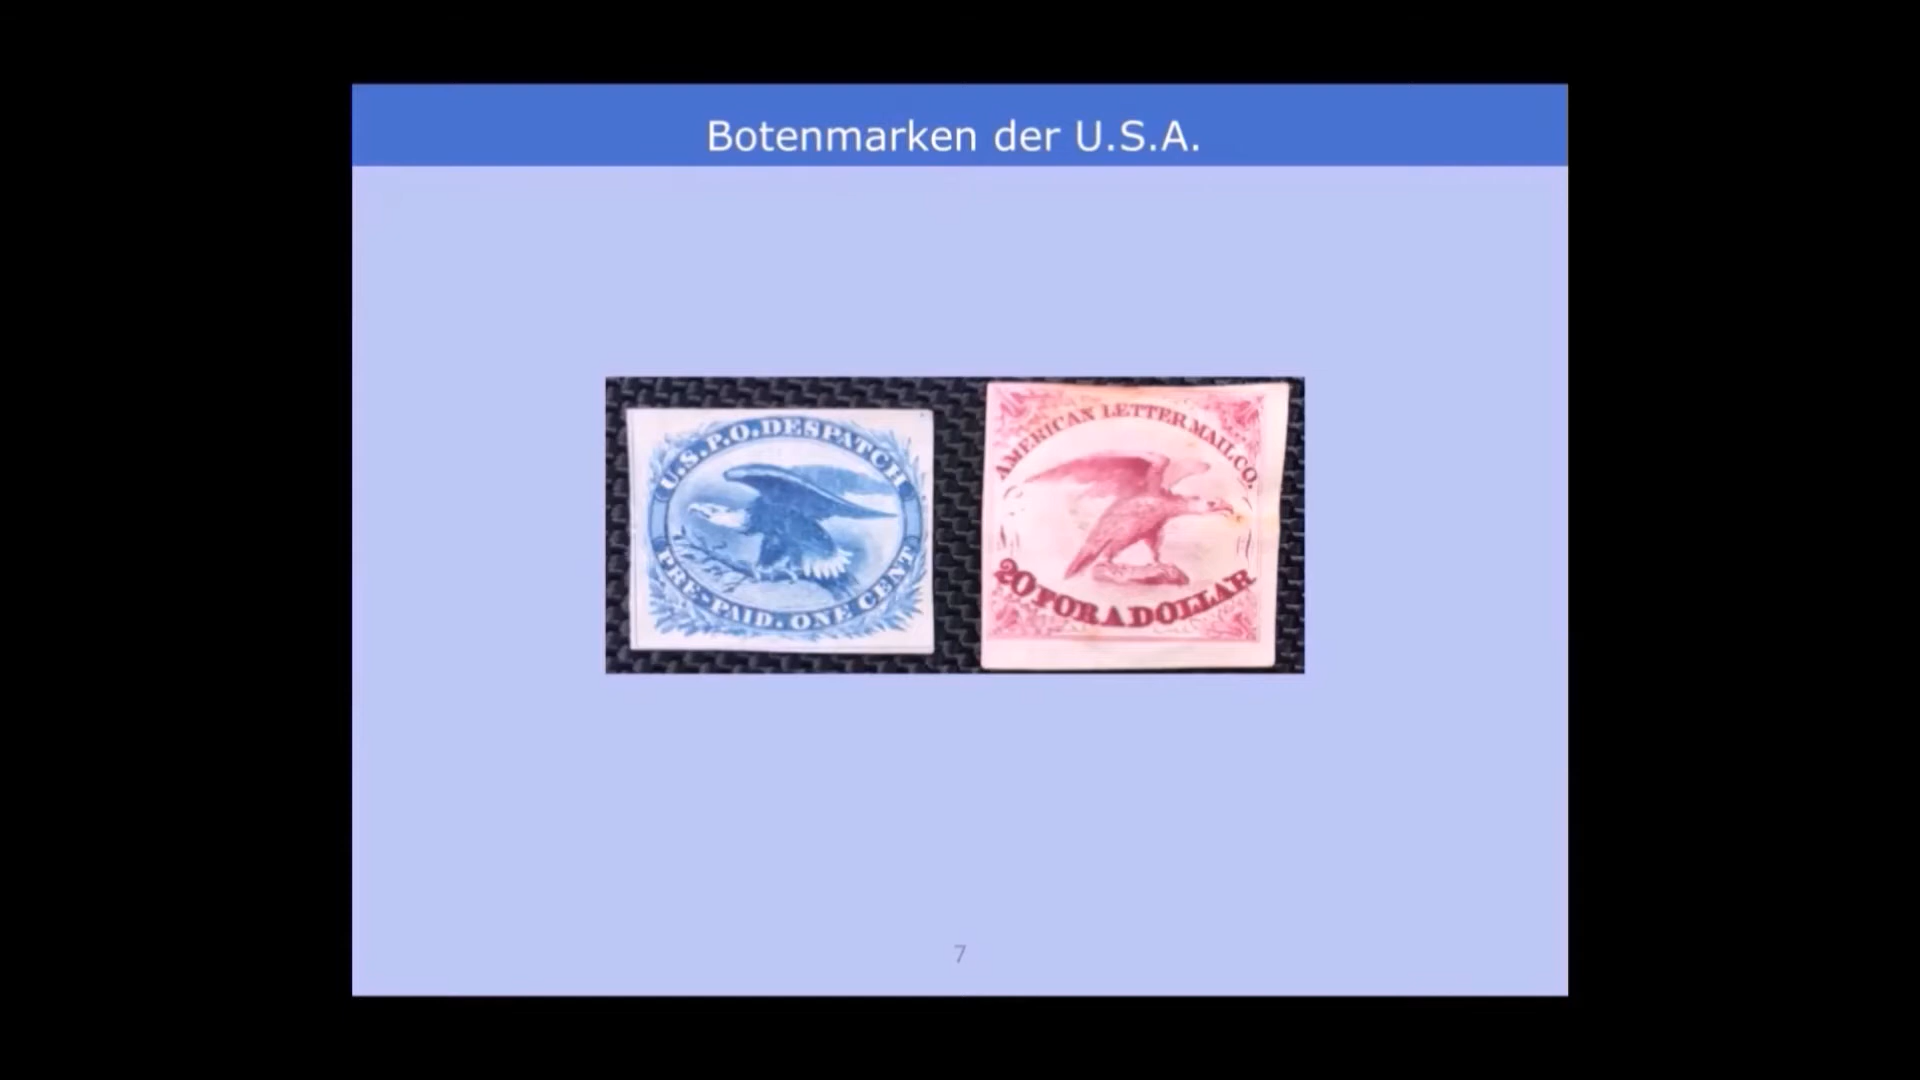 Botenmarken der U.S.A.
U.S.P.O. DESPATCH
PRE-PAID. ONE CENT
AMERICAN LETTER MAIL CO.
20 FOR A DOLLAR
7